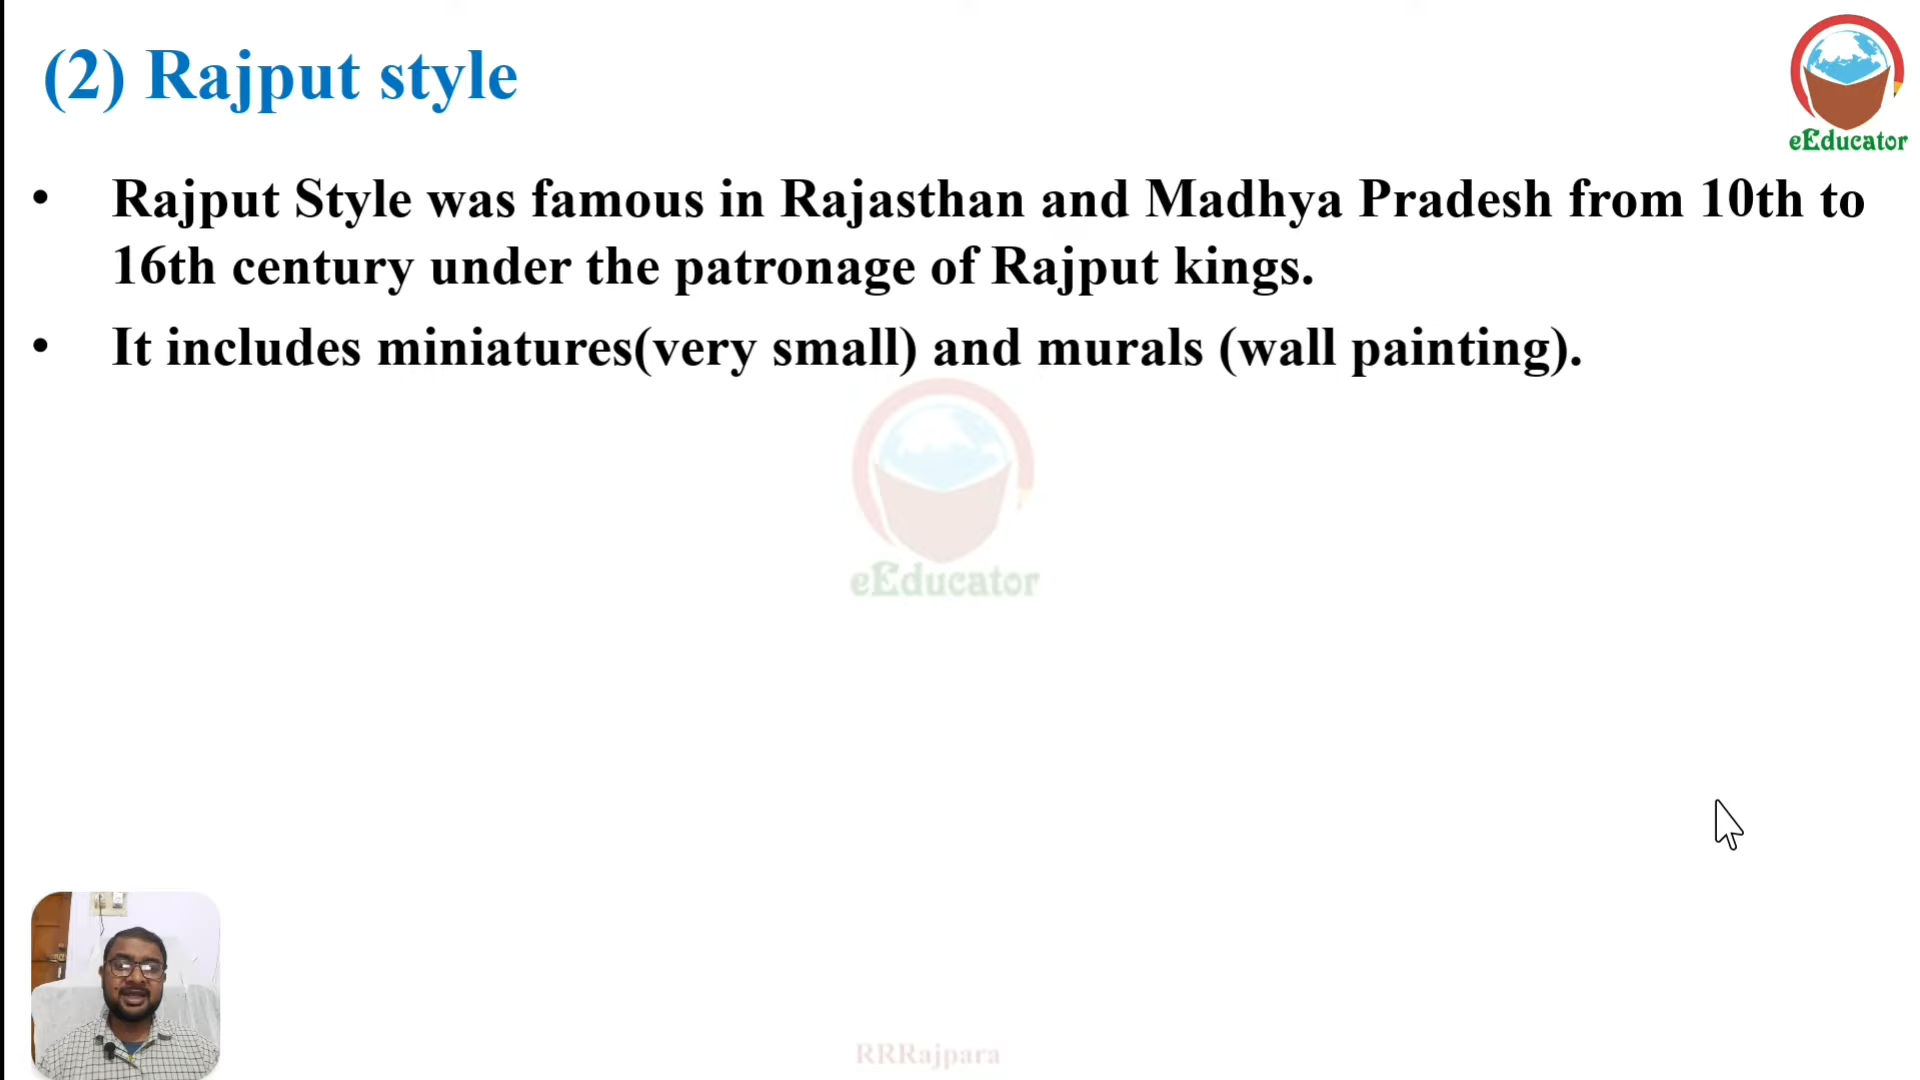 (2) Rajput style
eEducator
• Rajput Style was famous in Rajasthan and Madhya Pradesh from 10th to
16th century under the patronage of Rajput kings.
• It includes miniatures(very small) and murals (wall painting).
eEducator
RRRajpara